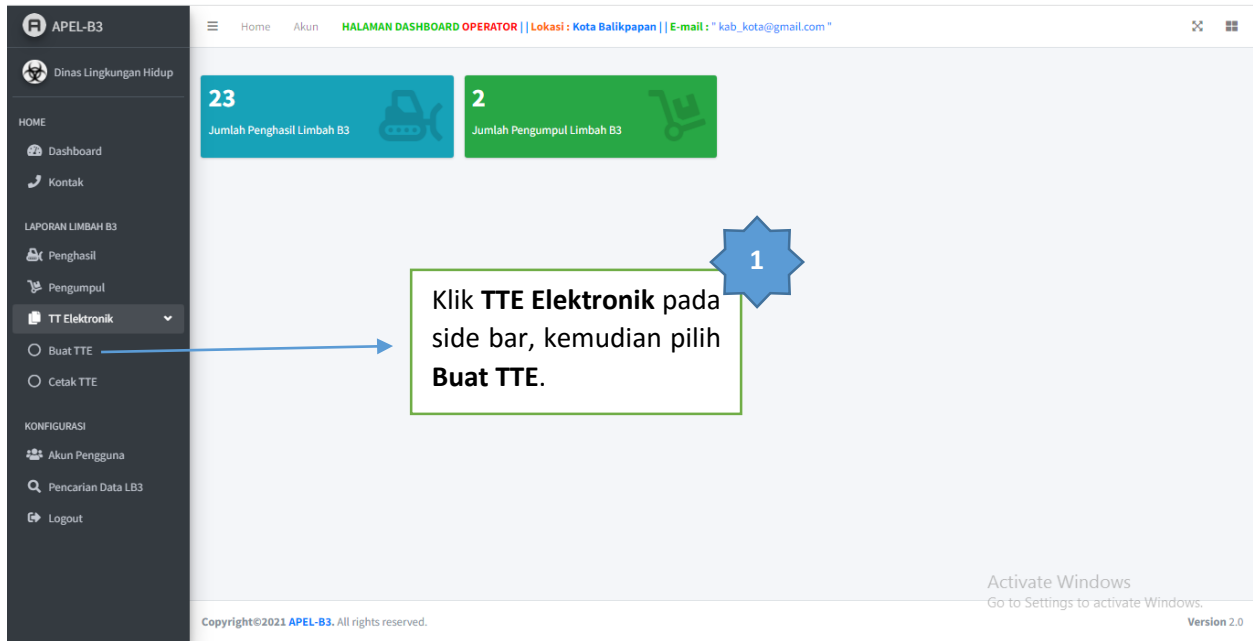 APEL-B3
Home Akun HALAMAN DASHBOARD OPERATOR || Lokasi : Kota Balikpapan || E-mail : " kab_kota@gmail.com "
Dinas Lingkungan Hidup
HOME
Dashboard
Kontak
LAPORAN LIMBAH B3
Penghasil
Pengumpul
TT Elektronik
Buat TTE
Cetak TTE
KONFIGURASI
Akun Pengguna
Pencarian Data LB3
Logout
23
Jumlah Penghasil Limbah B3
2
Jumlah Pengumpul Limbah B3
1
Klik TTE Elektronik pada
side bar, kemudian pilih
Buat TTE.
Activate Windows
Go to Settings to activate Windows.
Copyright©2021 APEL-B3. All rights reserved.
Version 2.0